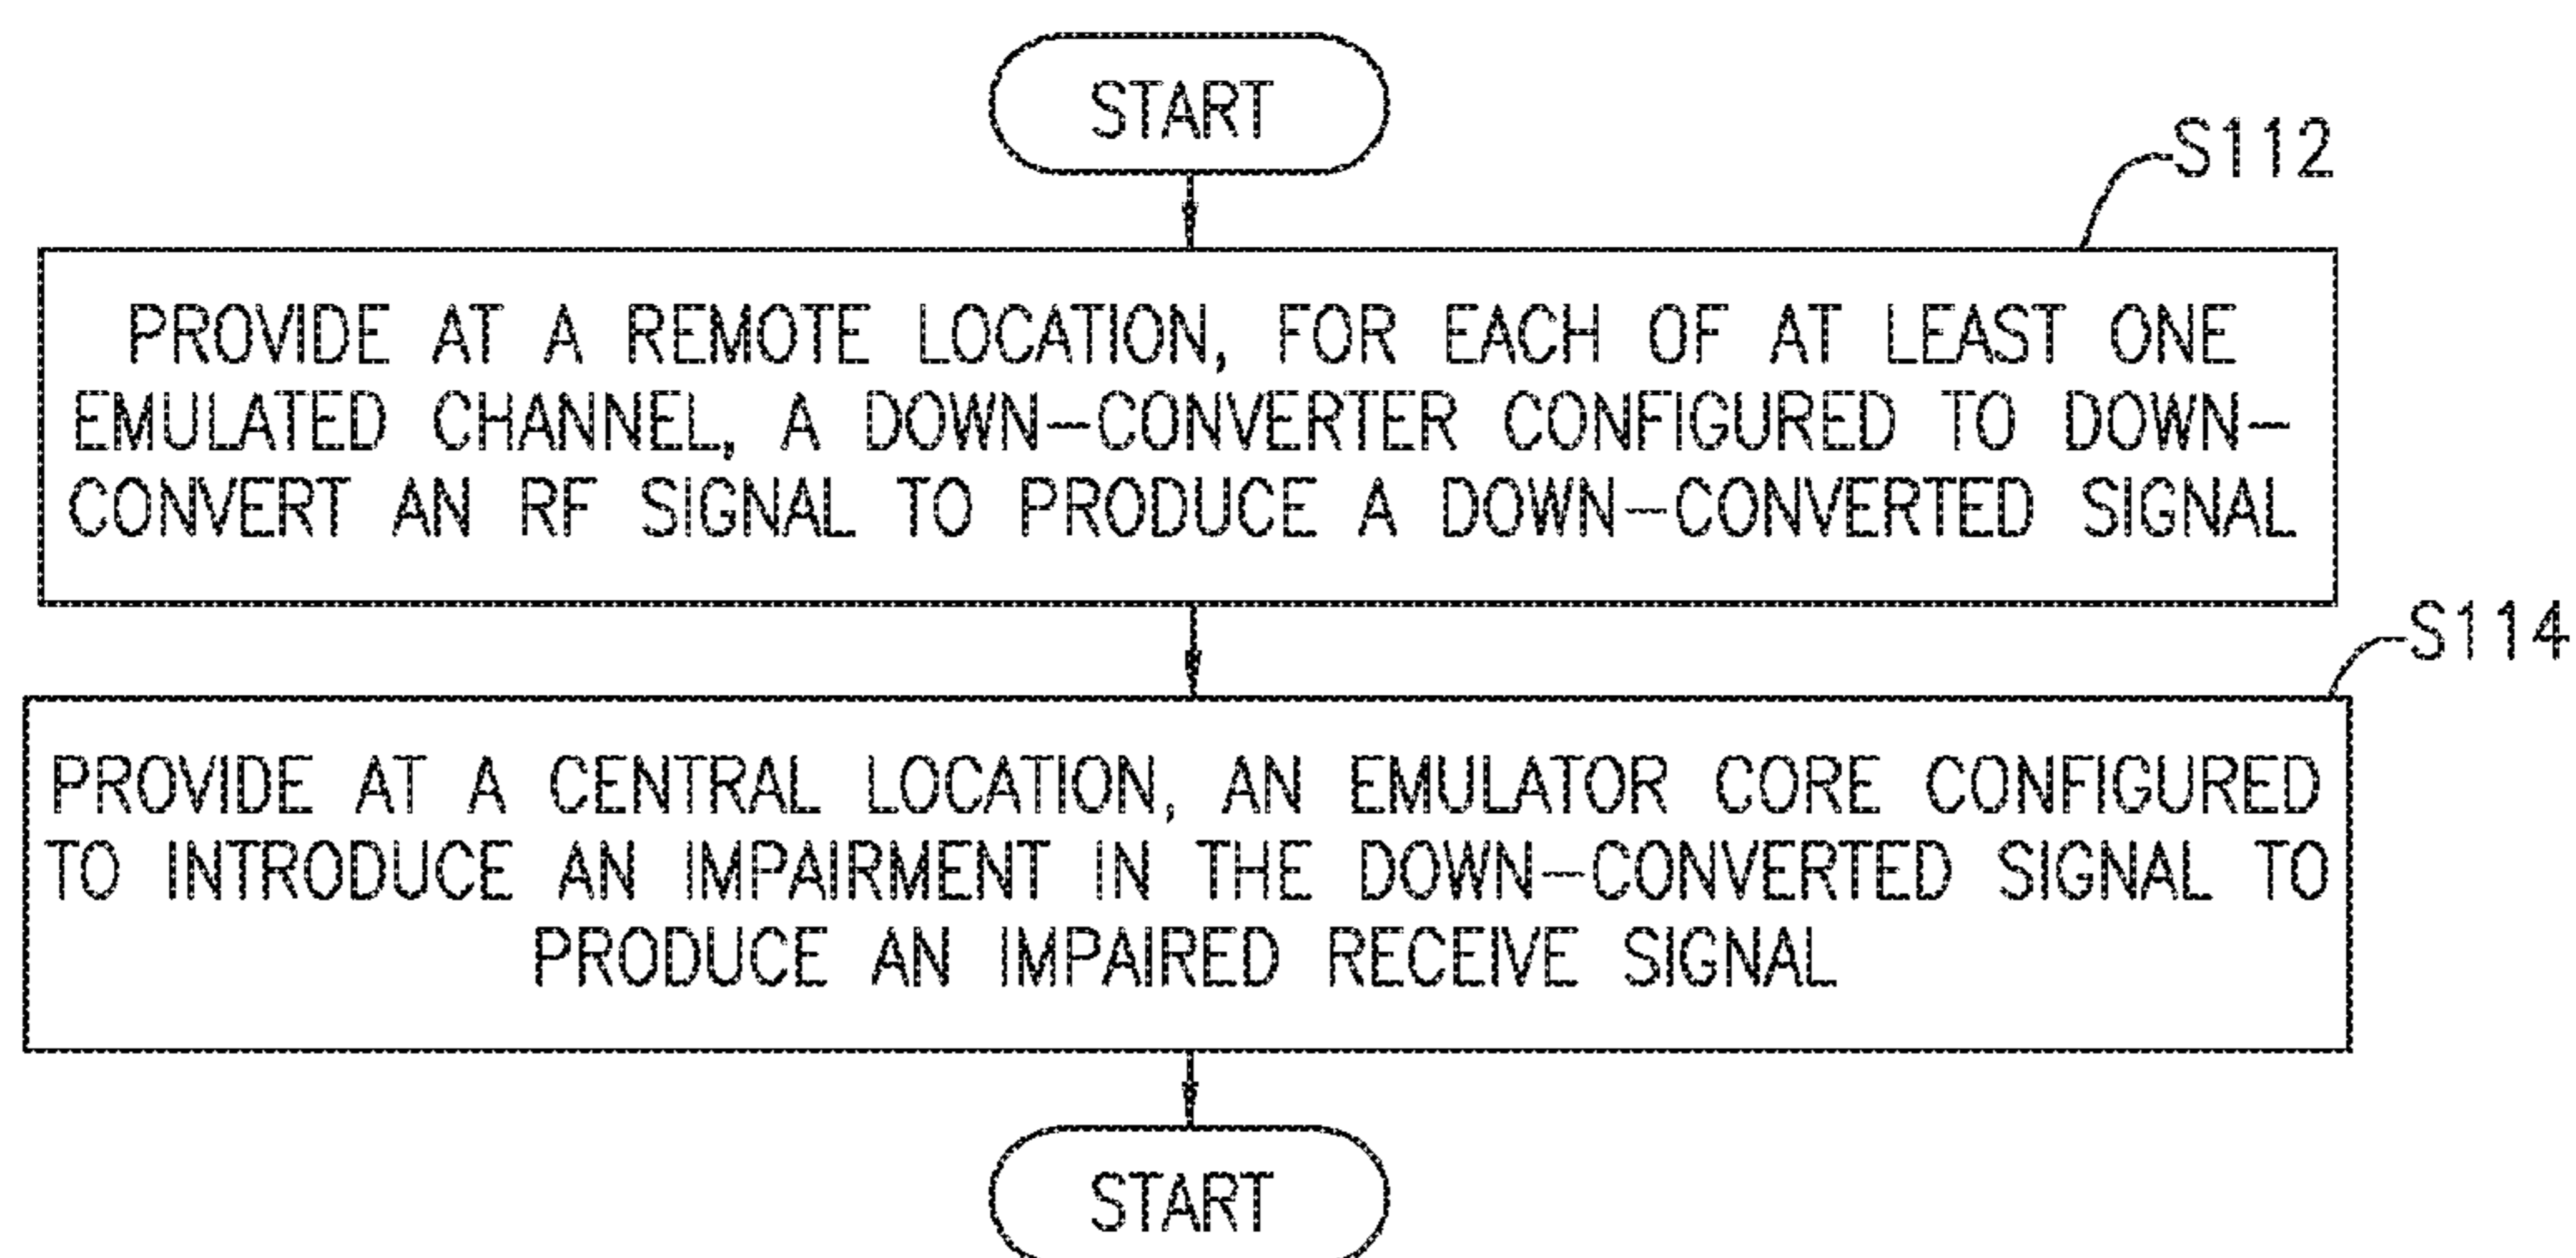 START
S112
PROVIDE AT A REMOTE LOCATION, FOR EACH OF AT LEAST ONE
EMULATED CHANNEL, A DOWN-CONVERTER CONFIGURED TO DOWN-
CONVERT AN RF SIGNAL TO PRODUCE A DOWN-CONVERTED SIGNAL
S114
PROVIDE AT A CENTRAL LOCATION, AN EMULATOR CORE CONFIGURED
TO INTRODUCE AN IMPAIRMENT IN THE DOWN-CONVERTED SIGNAL TO
PRODUCE AN IMPAIRED RECEIVE SIGNAL
START